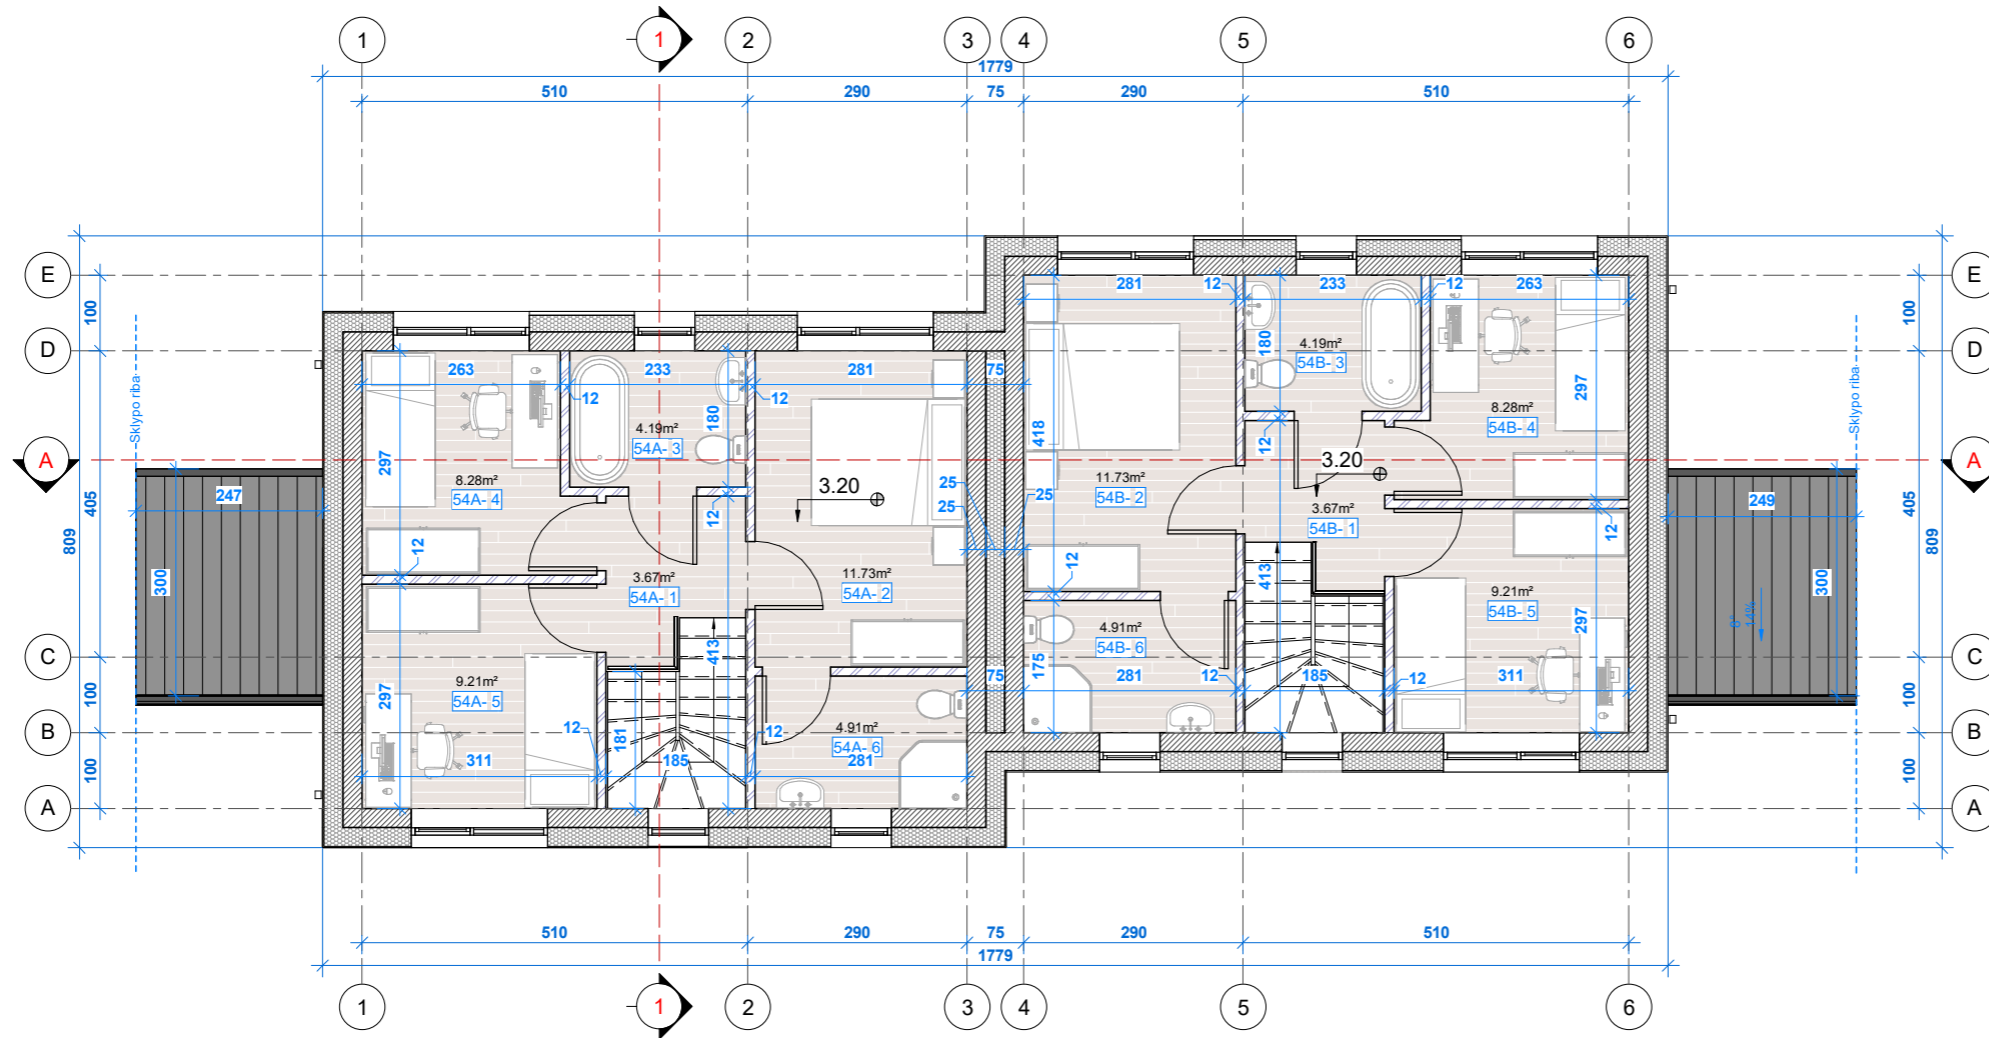 1
1
2
3
4
5
6
1779
510
290
75
290
510
E
D
A
C
B
A
100
405
809
100
100
Sklypo riba
247
300
263
12
233
12
281
75
180
297
4.19m²
54A- 3
8.28m²
54A- 4
3.20
12
12
25
25
25
3.67m²
54A- 1
11.73m²
54A- 2
413
9.21m²
54A- 5
297
311
12
181
185
12
4.91m²
54A- 6
281
75
281
12
233
12
263
180
4.19m²
54B- 3
297
8.28m²
54B- 4
418
12
3.20
11.73m²
54B- 2
3.67m²
54B- 1
12
12
413
9.21m²
54B- 5
297
4.91m²
54B- 6
175
281
12
185
12
311
Sklypo riba
249
300
8°
14%
E
D
A
C
B
A
100
405
809
100
100
510
290
75
290
510
1779
1
1
2
3
4
5
6